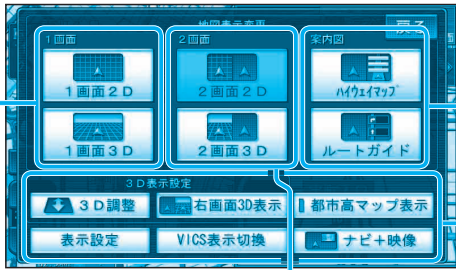 地図表示変更
戻る
1画面
2画面
案内図
1画面2D
2画面2D
ハイウェイマップ
1画面3D
2画面3D
ルートガイド
3D表示設定
3D調整
右画面3D表示
都市高マップ表示
表示設定
VICS表示切換
ナビ+映像